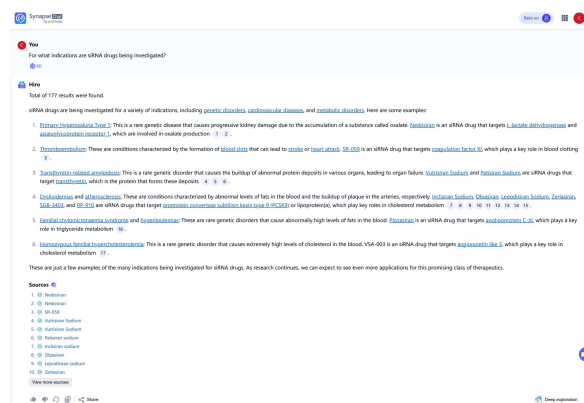 Synapse Chat
by patsnap
Beta on
C
C You
For what indications are siRNA drugs being investigated?
All
Hiro
Total of 177 results were found.
siRNA drugs are being investigated for a variety of indications, including genetic disorders, cardiovascular diseases, and metabolic disorders. Here are some examples:
1. Primary Hyperoxaluria Type 1: This is a rare genetic disease that causes progressive kidney damage due to the accumulation of a substance called oxalate. Nedosiran is an siRNA drug that targets L-lactate dehydrogenase and
asialoglycoprotein receptor 1, which are involved in oxalate production 1 2 .
2. Thromboembolism: These are conditions characterized by the formation of blood clots that can lead to stroke or heart attack. SR-059 is an siRNA drug that targets coagulation factor XI, which plays a key role in blood clotting
3 .
3. Transthyretin-related amyloidosis: This is a rare genetic disorder that causes the buildup of abnormal protein deposits in various organs, leading to organ failure. Vutrisiran Sodium and Patisiran Sodium are siRNA drugs that
target transthyretin, which is the protein that forms these deposits 4 5 6 .
4. Dyslipidemias and atherosclerosis: These are conditions characterized by abnormal levels of fats in the blood and the buildup of plaque in the arteries, respectively. Inclisiran Sodium, Olpasiran, Lepodisiran Sodium, Zerlasiran,
SGB-3403, and RP-910 are siRNA drugs that target proprotein convertase subtilisin kexin type 9 (PCSK9) or lipoprotein(a), which play key roles in cholesterol metabolism 7 8 9 10 11 12 13 14 15 .
5. Familial chylomicronaemia syndrome and hyperlipidemias: These are rare genetic disorders that cause abnormally high levels of fats in the blood. Plozasiran is an siRNA drug that targets apolipoprotein C-III, which plays a key
role in triglyceride metabolism 16 .
6. Homozygous familial hypercholesterolemia: This is a rare genetic disorder that causes extremely high levels of cholesterol in the blood. VSA-003 is an siRNA drug that targets angiopoietin like 3, which plays a key role in
cholesterol metabolism 17 .
These are just a few examples of the many indications being investigated for siRNA drugs. As research continues, we can expect to see even more applications for this promising class of therapeutics.
Sources
1. Nedosiran
2. Nedosiran
3. SR-059
4. Vutrisiran Sodium
5. Vutrisiran Sodium
6. Patisiran sodium
7. Inclisiran sodium
8. Olpasiran
9. Lepodisiran sodium
10. Zerlasiran
View more sources
Share
Deep exploration